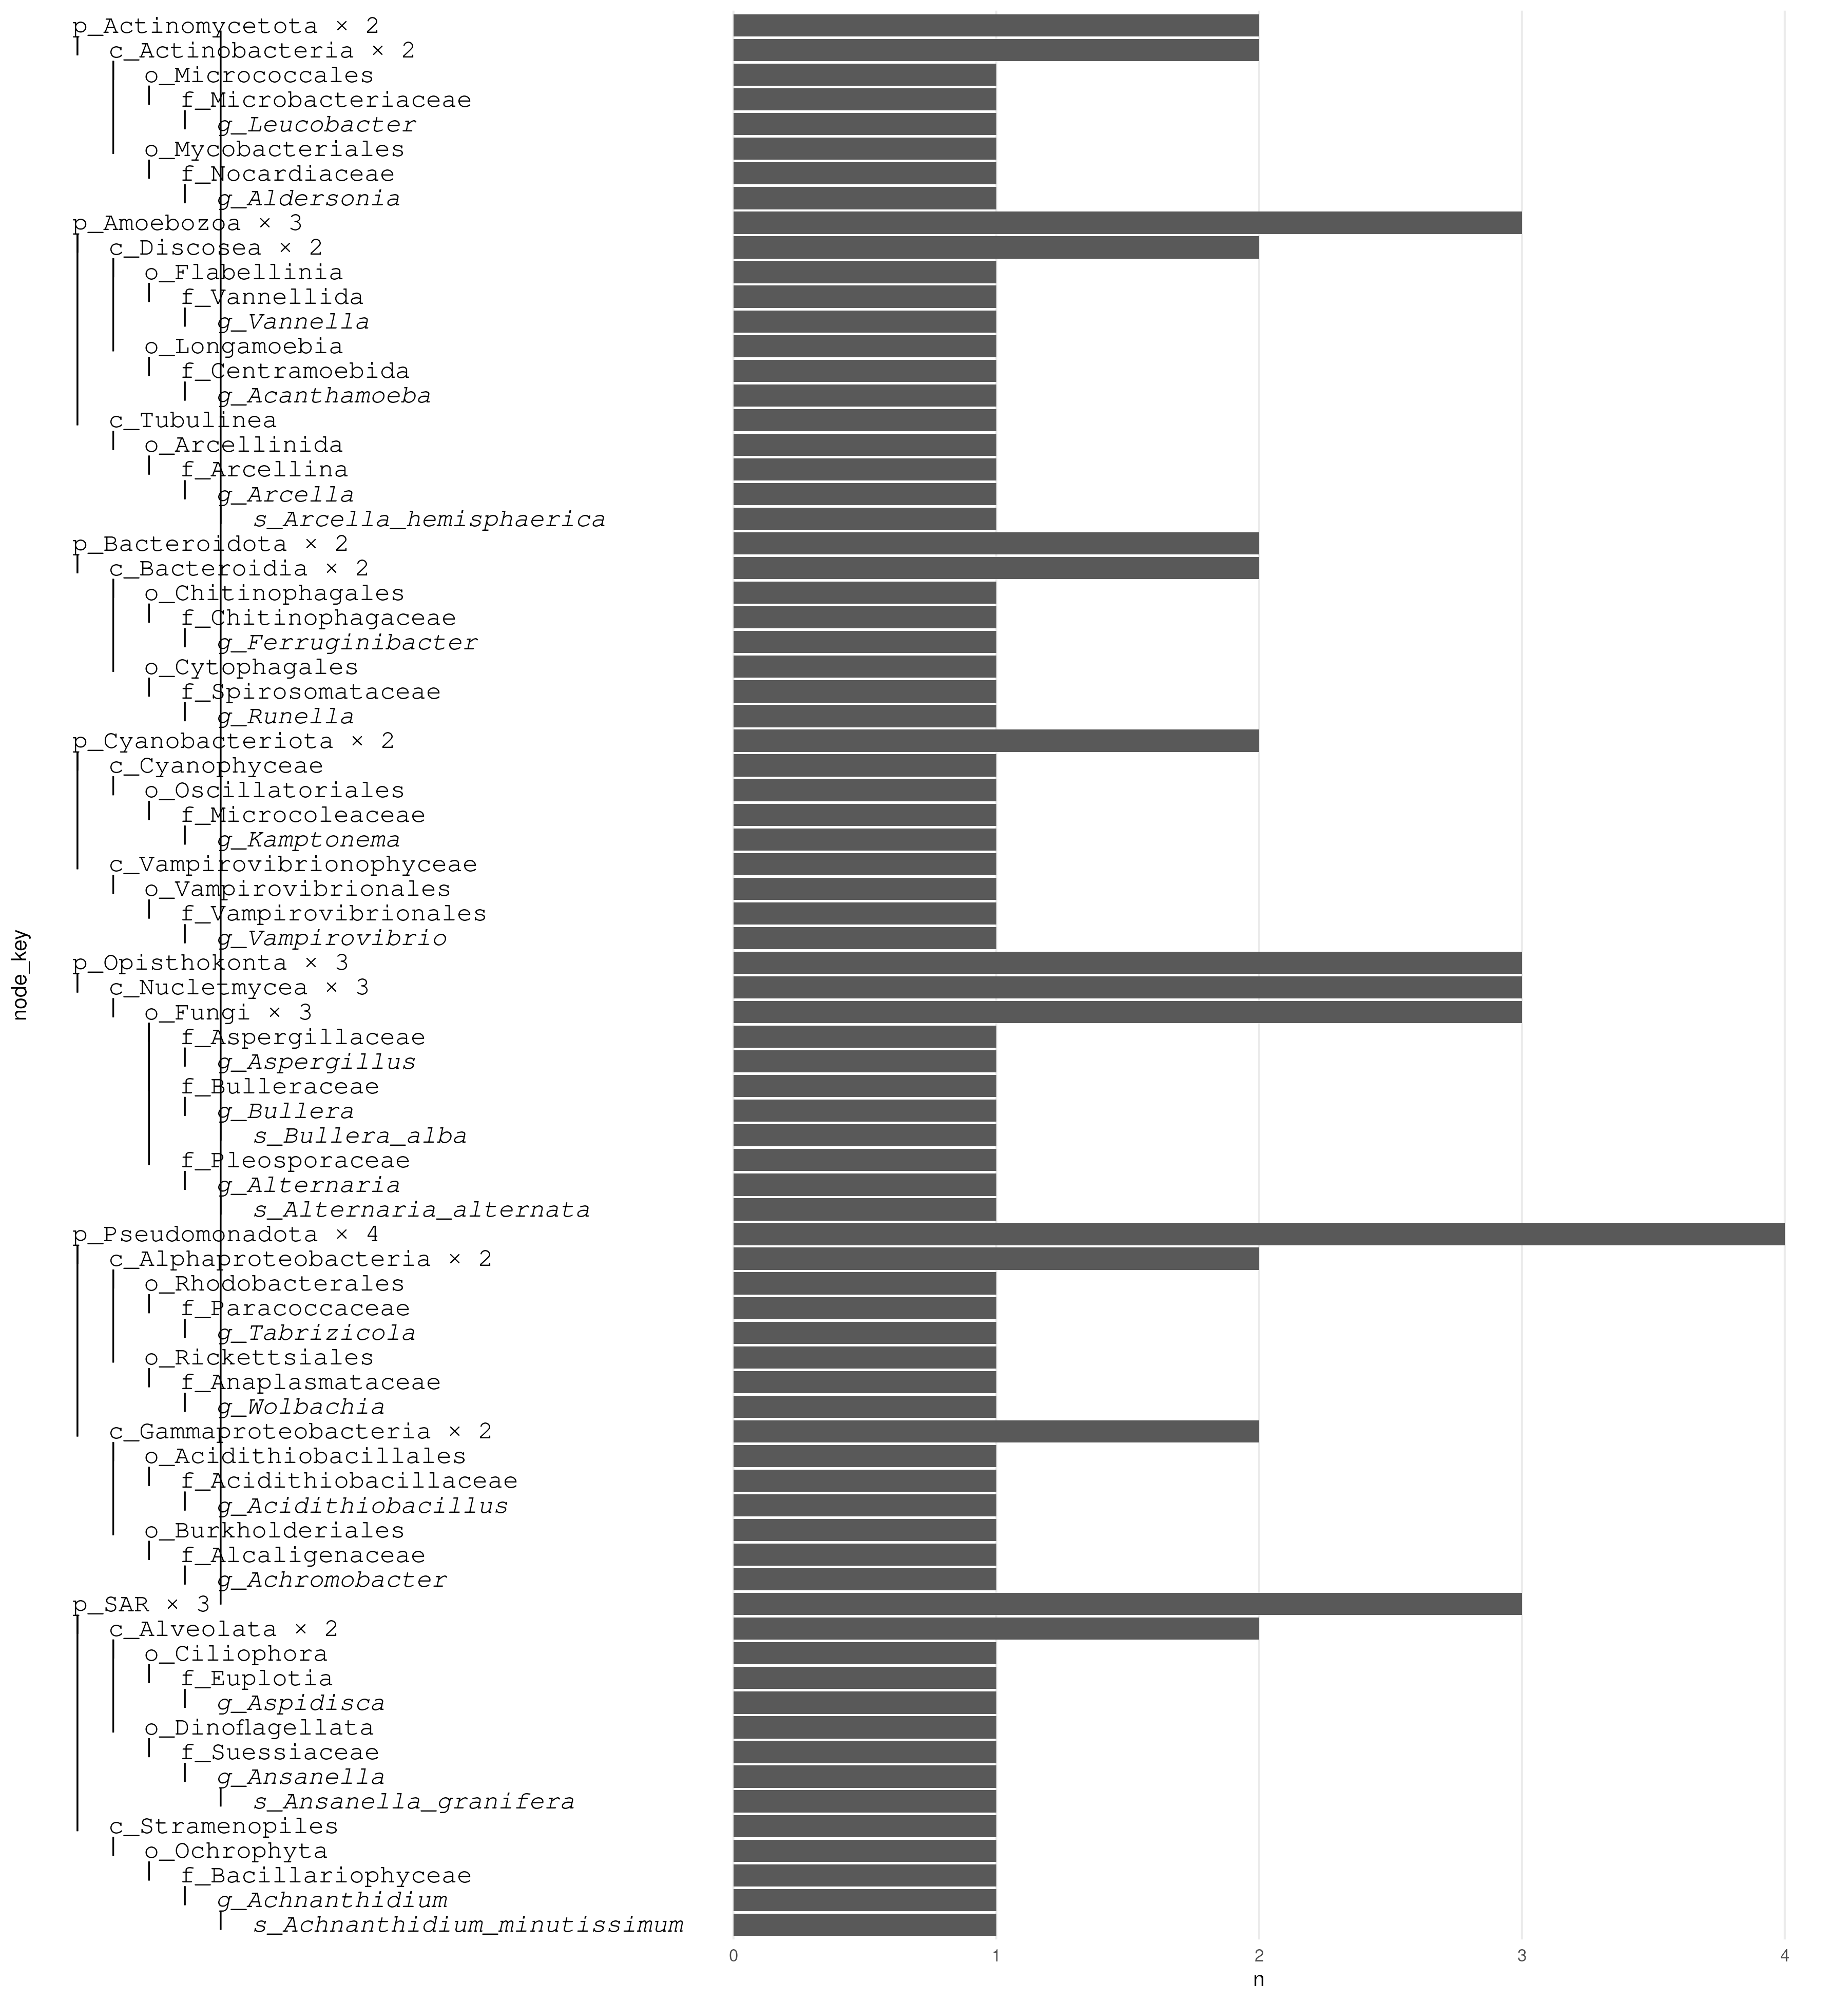 p_Actinomycetota × 2
c_Actinobacteria × 2
o_Micrococcales
f_Microbacteriaceae
g_Leucobacter
o_Mycobacteriales
f_Nocardiaceae
g_Aldersonia
p_Amoebozoa × 3
c_Discosea × 2
o_Flabellinia
f_Vannellida
g_Vannella
o_Longamoebia
f_Centramoebida
g_Acanthamoeba
c_Tubulinea
o_Arcellinida
f_Arcellina
g_Arcella
s_Arcella_hemisphaerica
p_Bacteroidota × 2
c_Bacteroidia × 2
o_Chitinophagales
f_Chitinophagaceae
g_Ferruginibacter
o_Cytophagales
f_Spirosomataceae
g_Runella
p_Cyanobacteriota × 2
c_Cyanophyceae
o_Oscillatoriales
f_Microcoleaceae
g_Kamptonema
c_Vampirovibrionophyceae
o_Vampirovibrionales
f_Vampirovibrionales
g_Vampirovibrio
p_Opisthokonta × 3
c_Nucletmycea × 3
o_Fungi × 3
f_Aspergillaceae
g_Aspergillus
f_Bulleraceae
g_Bullera
s_Bullera_alba
f_Pleosporaceae
g_Alternaria
s_Alternaria_alternata
p_Pseudomonadota × 4
c_Alphaproteobacteria × 2
o_Rhodobacterales
f_Paracoccaceae
g_Tabrizicola
o_Rickettsiales
f_Anaplasmataceae
g_Wolbachia
c_Gammaproteobacteria × 2
o_Acidithiobacillales
f_Acidithiobacillaceae
g_Acidithiobacillus
o_Burkholderiales
f_Alcaligenaceae
g_Achromobacter
p_SAR × 3
c_Alveolata × 2
o_Ciliophora
f_Euplotia
g_Aspidisca
o_Dinoflagellata
f_Suessiaceae
g_Ansanella
s_Ansanella_granifera
c_Stramenopiles
o_Ochrophyta
f_Bacillariophyceae
g_Achnanthidium
s_Achnanthidium_minutissimum
node_key
0 1 2 3 4
n